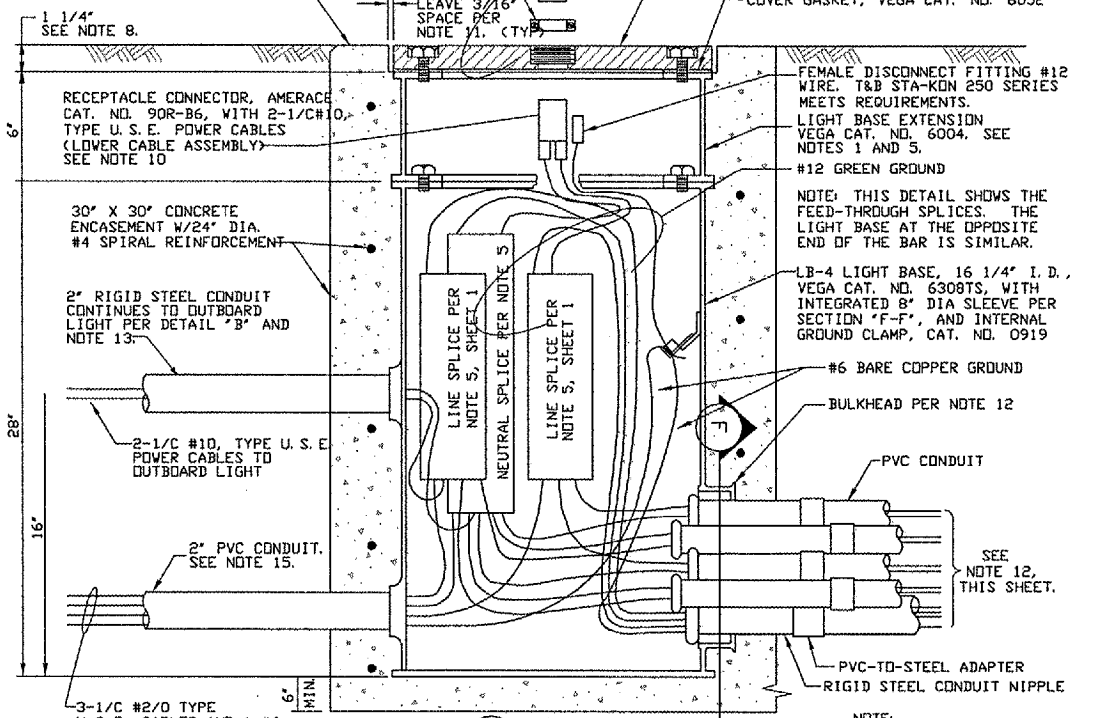 LEAVE 3/16"
SPACE PER
NOTE 11. (TYP)
COVER GASKET, VEGA CAT. NO. 6052
1 1/4"
SEE NOTE 8.
6"
RECEPTACLE CONNECTOR, AMERACE
CAT. NO. 90R-B6, WITH 2-1/C#10,
TYPE U.S.E. POWER CABLES
(LOWER CABLE ASSEMBLY)
SEE NOTE 10
30" X 30" CONCRETE
ENCASEMENT W/24" DIA.
#4 SPIRAL REINFORCEMENT
2" RIGID STEEL CONDUIT
CONTINUES TO OUTBOARD
LIGHT PER DETAIL "B" AND
NOTE 13.
28"
2-1/C #10, TYPE U.S.E.
POWER CABLES TO
OUTBOARD LIGHT
16"
2" PVC CONDUIT.
SEE NOTE 15.
6"
MIN.
3-1/C #2/0 TYPE
LINE SPLICE PER
NOTE 5, SHEET 1
NEUTRAL SPLICE PER NOTE 5
LINE SPLICE PER
NOTE 5, SHEET 1
FEMALE DISCONNECT FITTING #12
WIRE. T&B STA-KON 250 SERIES
MEETS REQUIREMENTS.
LIGHT BASE EXTENSION
VEGA CAT. NO. 6004. SEE
NOTES 1 AND 5.
#12 GREEN GROUND
NOTE: THIS DETAIL SHOWS THE
FEED-THROUGH SPLICES. THE
LIGHT BASE AT THE OPPOSITE
END OF THE BAR IS SIMILAR.
LB-4 LIGHT BASE, 16 1/4" I.D.,
VEGA CAT. NO. 6308TS, WITH
INTEGRATED 8" DIA SLEEVE PER
SECTION "F-F", AND INTERNAL
GROUND CLAMP, CAT. NO. 0919
#6 BARE COPPER GROUND
BULKHEAD PER NOTE 12
F
PVC CONDUIT
SEE
NOTE 12,
THIS SHEET.
PVC-TO-STEEL ADAPTER
RIGID STEEL CONDUIT NIPPLE
NOTE: